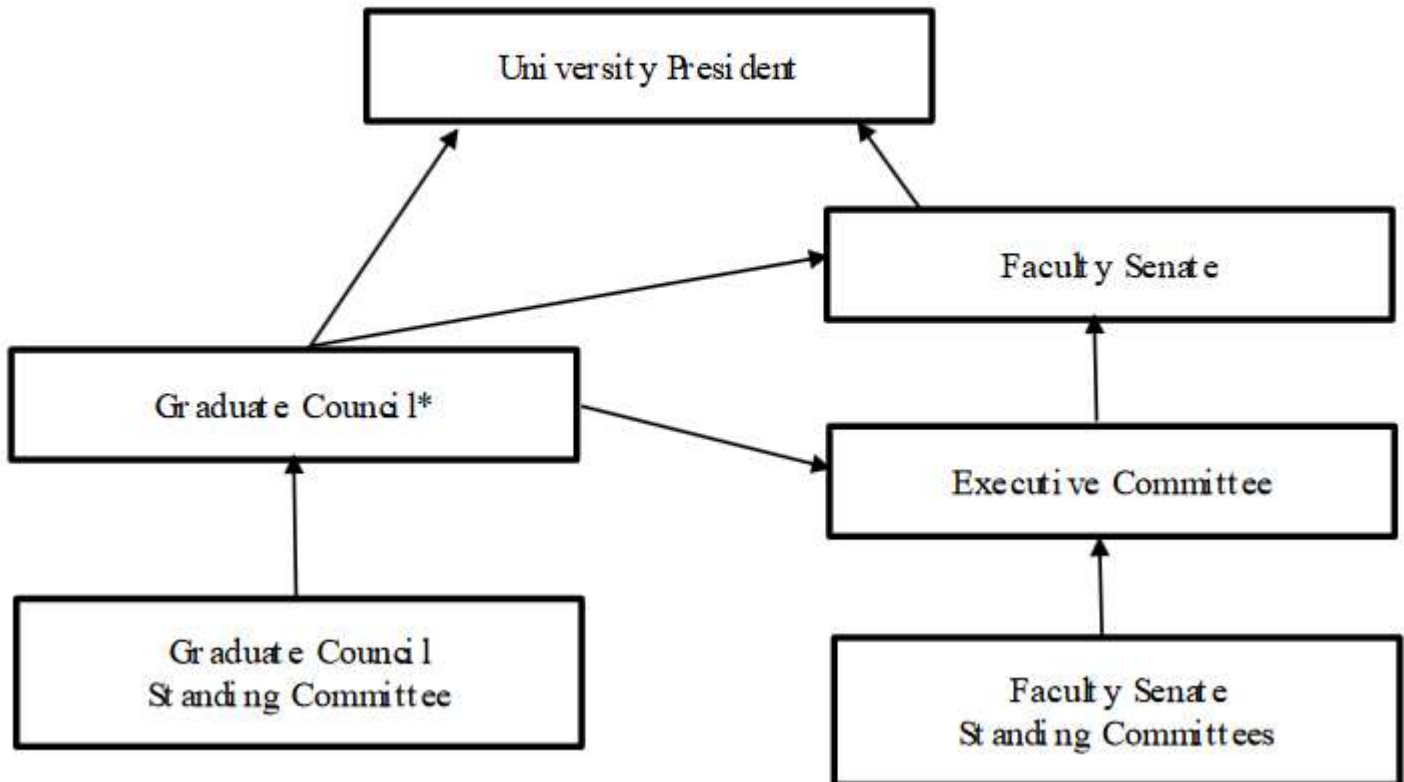 University President
Faculty Senate
Graduate Council*
Executive Committee
Graduate Council
Standing Committee
Faculty Senate
Standing Committees